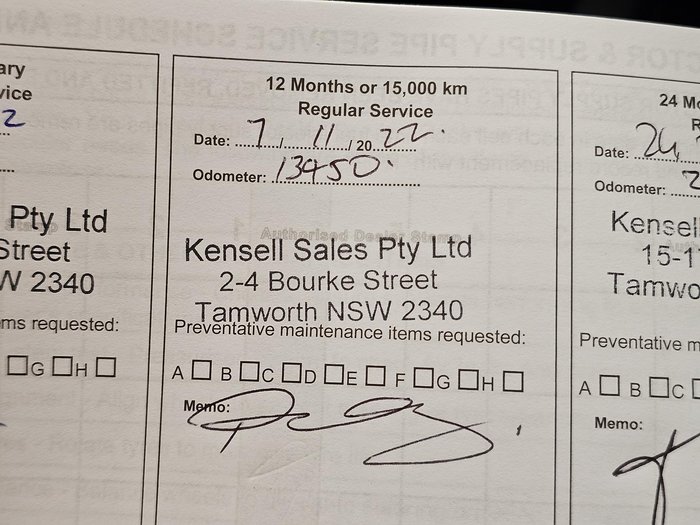 ary
vice
2
Pty Ltd
Street
W 2340
ms requested:
G H
12 Months or 15,000 km
Regular Service
Date: 7/11/2022.
Odometer: 13450
Authorised Dealer Stamp
Kensell Sales Pty Ltd
2-4 Bourke Street
Tamworth NSW 2340
Preventative maintenance items requested:
A B C D E F G H
Memo:
24 Mo
R
Date: 24
Odometer: 2
Kensel
15-1
Tamwo
Preventative m
A B C
Memo: